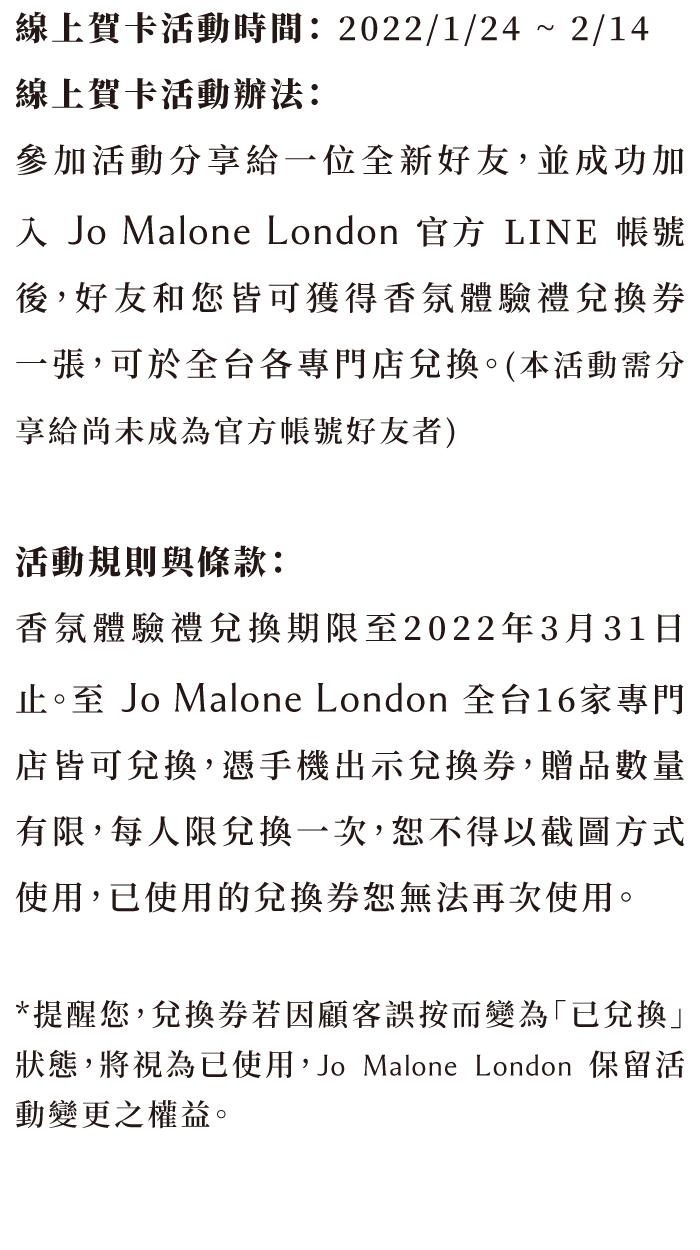 線上賀卡活動時間：2022/1/24 ~ 2/14
線上賀卡活動辦法：
參加活動分享給一位全新好友，並成功加
入 Jo Malone London 官方 LINE 帳號
後，好友和您皆可獲得香氛體驗禮兌換券
一張，可於全台各專門店兌換。(本活動需分
享給尚未成為官方帳號好友者)
活動規則與條款：
香氛體驗禮兌換期限至2022年3月31日
止。至 Jo Malone London 全台16家專門
店皆可兌換，憑手機出示兌換券，贈品數量
有限，每人限兌換一次，恕不得以截圖方式
使用，已使用的兌換券恕無法再次使用。
*提醒您，兌換券若因顧客誤按而變為「已兌換」
狀態，將視為已使用，Jo Malone London 保留活
動變更之權益。